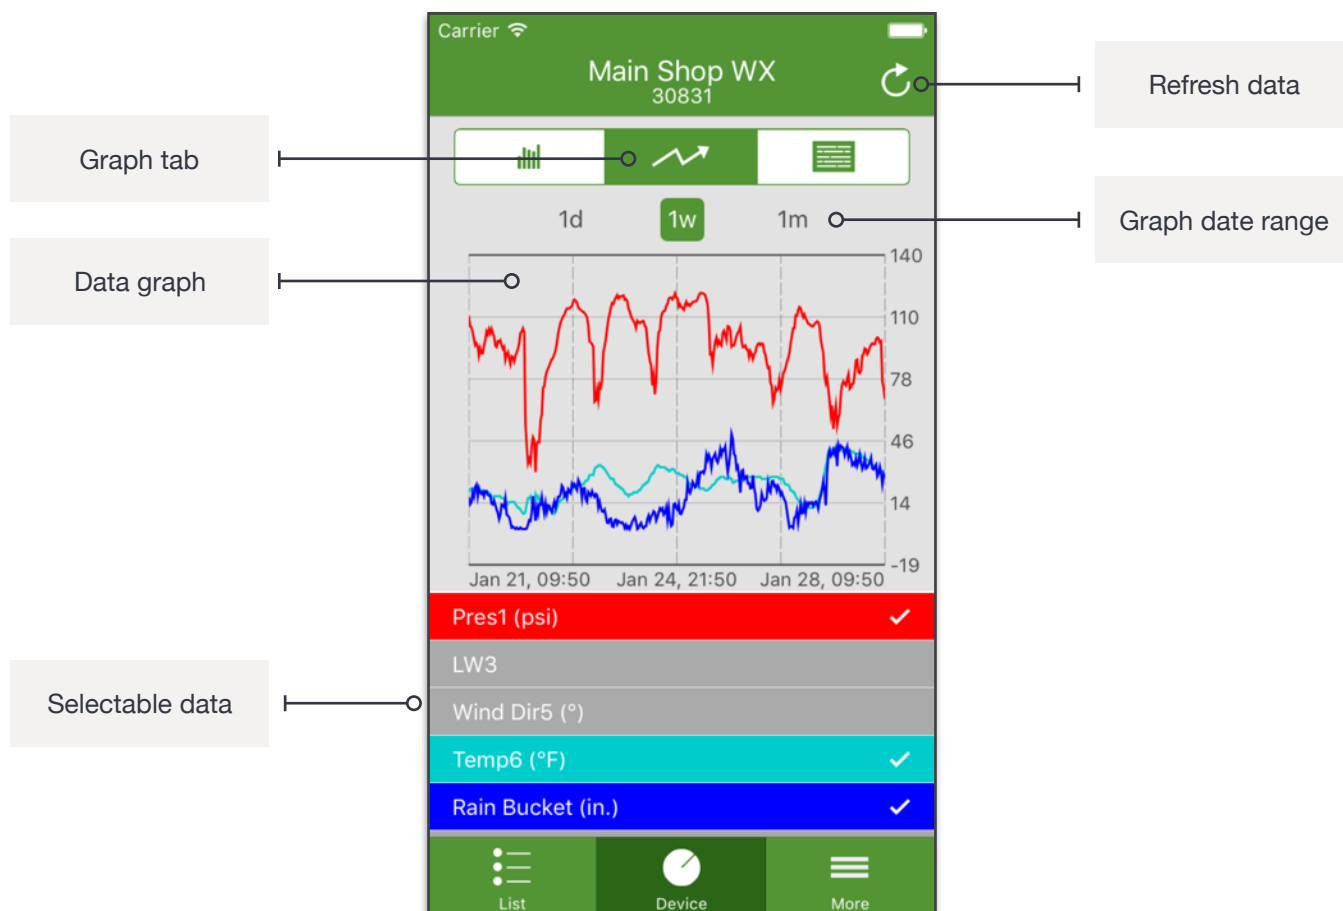 Carrier
Main Shop WX
30831
Refresh data
Graph tab
1d 1w 1m
Graph date range
Data graph
140
110
78
46
14
-19
Jan 21, 09:50 Jan 24, 21:50 Jan 28, 09:50
Pres1 (psi)
LW3
Selectable data
Wind Dir5 (°)
Temp6 (°F)
Rain Bucket (in.)
List Device More